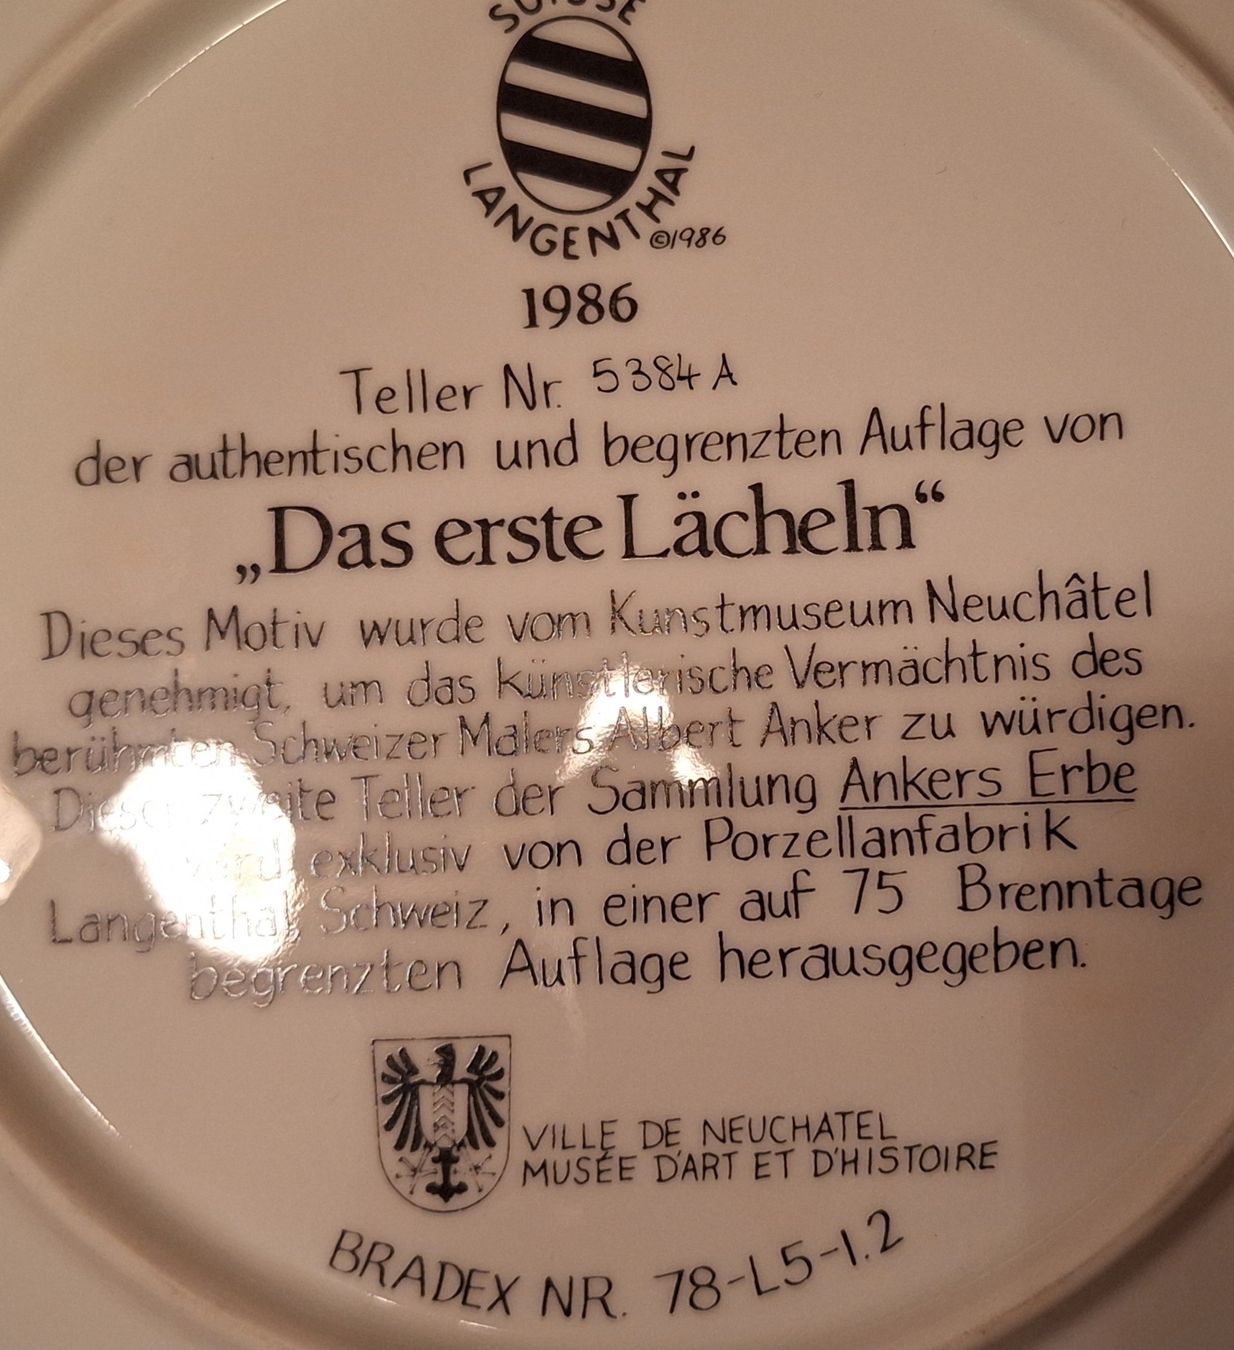 SUISSE
LANGENTHAL
©1986
1986
Teller Nr. 5384 A
der authentischen und begrenzten Auflage von
„Das erste Lächeln“
Dieses Motiv wurde vom Kunstmuseum Neuchâtel
genehmigt, um das künstlerische Vermächtnis des
berühmten Schweizer Malers Albert Anker zu würdigen.
Dieser zweite Teller der Sammlung Ankers Erbe
wird exklusiv von der Porzellanfabrik
Langenthal, Schweiz, in einer auf 75 Brenntage
begrenzten Auflage herausgegeben.
VILLE DE NEUCHATEL
MUSÉE D'ART ET D'HISTOIRE
BRADEX NR. 78-L5-1.2